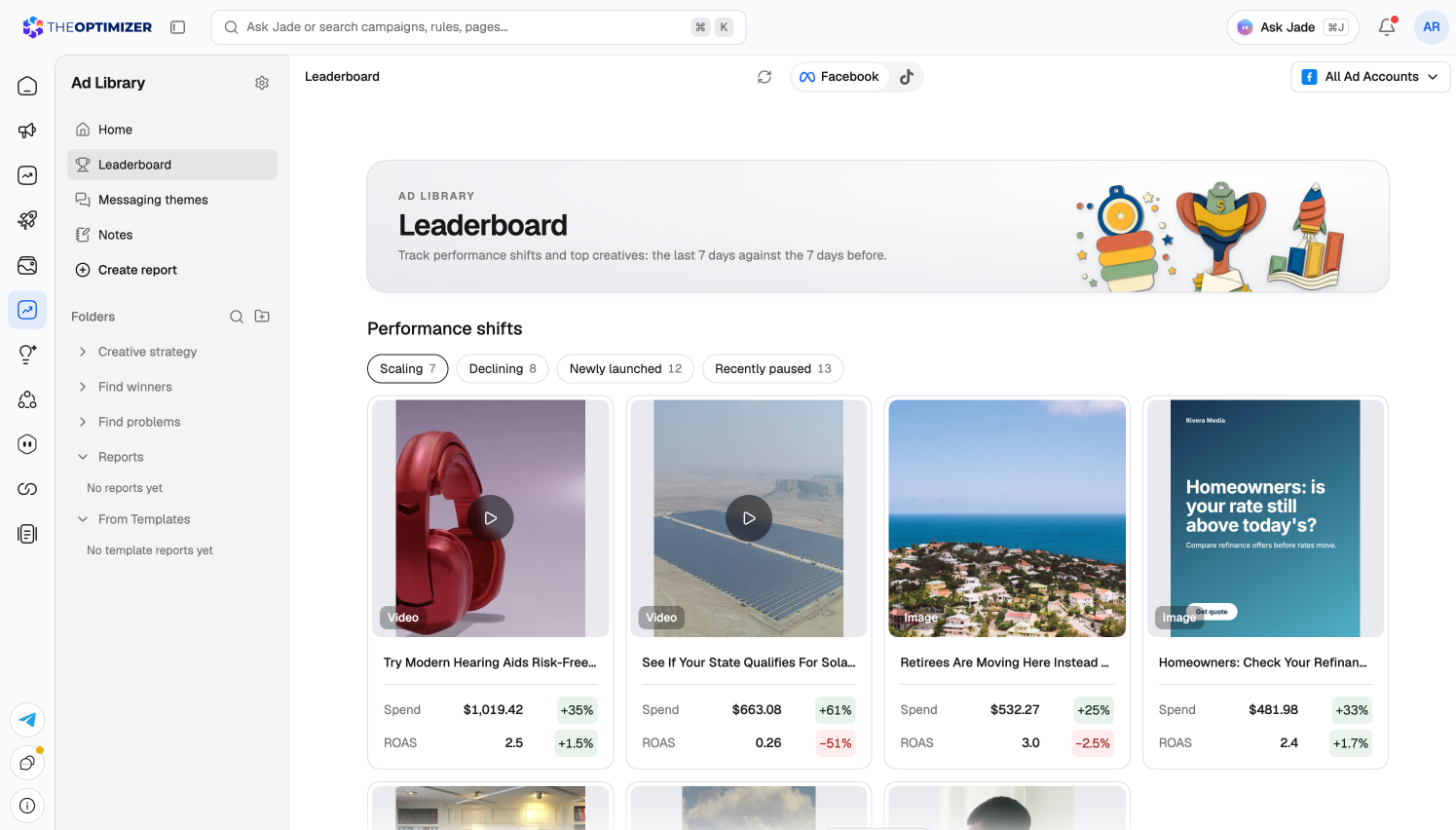 THEOPTIMIZER
Ask Jade or search campaigns, rules, pages…
⌘ K
Ask Jade ⌘J
AR
Ad Library
Home
Leaderboard
Messaging themes
Notes
Create report
Folders
Creative strategy
Find winners
Find problems
Reports
No reports yet
From Templates
No template reports yet
Leaderboard
Facebook
All Ad Accounts
AD LIBRARY
Leaderboard
Track performance shifts and top creatives: the last 7 days against the 7 days before.
Performance shifts
Scaling 7
Declining 8
Newly launched 12
Recently paused 13
Video
Try Modern Hearing Aids Risk-Free...
Spend $1,019.42 +35%
ROAS 2.5 +1.5%
Video
See If Your State Qualifies For Sola...
Spend $663.08 +61%
ROAS 0.26 −51%
Image
Retirees Are Moving Here Instead ...
Spend $532.27 +25%
ROAS 3.0 −2.5%
Rivera Media
Homeowners: is
your rate still
above today's?
Compare refinance offers before rates move.
Get quote
Image
Homeowners: Check Your Refinan...
Spend $481.98 +33%
ROAS 2.4 +1.7%